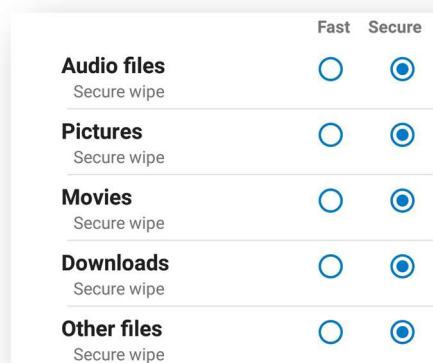 Fast Secure
Audio files
Secure wipe
Pictures
Secure wipe
Movies
Secure wipe
Downloads
Secure wipe
Other files
Secure wipe